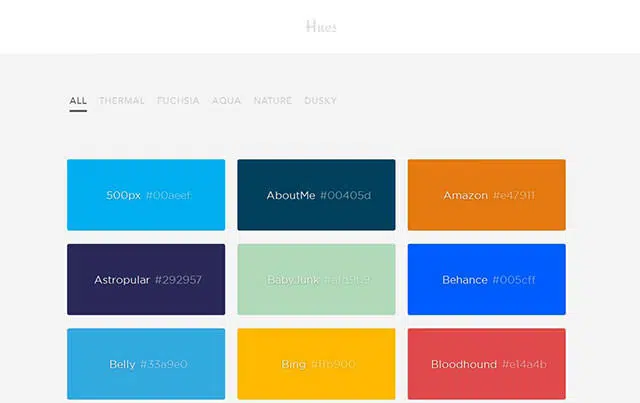 Hues
ALL THERMAL FUCHSIA AQUA NATURE DUSKY
500px #00aeef
AboutMe #00405d
Amazon #e47911
Astropular #292957
BabyJunk
Behance #005cff
Belly #33a9e0
Bing #ffb900
Bloodhound #e14a4b